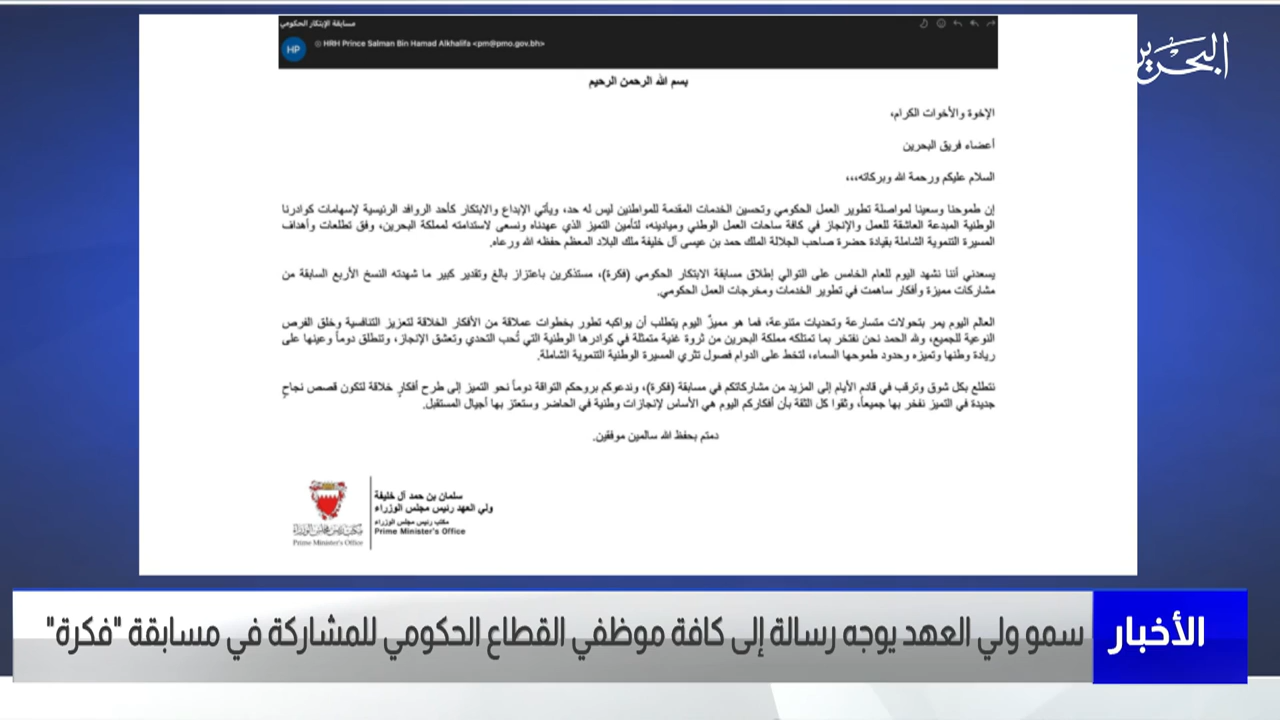 مسابقة الإبتكار الحكومي
HP
HRH Prince Salman Bin Hamad Alkhalifa <pm@pmo.gov.bh>
البحرين
بسم الله الرحمن الرحيم
الإخوة والأخوات الكرام،
أعضاء فريق البحرين
السلام عليكم ورحمة الله وبركاته،،،
إن طموحنا وسعينا لمواصلة تطوير العمل الحكومي وتحسين الخدمات المقدمة للمواطنين ليس له حد، ويأتي الإبداع والابتكار كأحد الروافد الرئيسية لإسهامات كوادرنا
الوطنية المبدعة العاشقة للعمل والإنجاز في كافة ساحات العمل الوطني وميادينه، لتأمين التميز الذي عهدناه ونسعى لاستدامته لمملكة البحرين، وفق تطلعات وأهداف
المسيرة التنموية الشاملة بقيادة حضرة صاحب الجلالة الملك حمد بن عيسى آل خليفة ملك البلاد المعظم حفظه الله ورعاه.
يسعدني أننا نشهد اليوم للعام الخامس على التوالي إطلاق مسابقة الابتكار الحكومي (فكرة)، مستذكرين باعتزاز بالغ وتقدير كبير ما شهدته النسخ الأربع السابقة من
مشاركات مميزة وأفكار ساهمت في تطوير الخدمات ومخرجات العمل الحكومي.
العالم اليوم يمر بتحولات متسارعة وتحديات متنوعة، فما هو مميزٌ اليوم يتطلب أن يواكبه تطور بخطوات عملاقة من الأفكار الخلاقة لتعزيز التنافسية وخلق الفرص
النوعية للجميع، ولله الحمد نحن نفتخر بما تمتلكه مملكة البحرين من ثروة غنية متمثلة في كوادرها الوطنية التي تُحب التحدي وتعشق الإنجاز، وتنطلق دوماً وعينها على
ريادة وطنها وتميزه وحدود طموحها السماء، لتخط على الدوام فصول تثري المسيرة الوطنية التنموية الشاملة.
نتطلع بكل شوق وترقب في قادم الأيام إلى المزيد من مشاركاتكم في مسابقة (فكرة)، وندعوكم بروحكم التواقة دوماً نحو التميز إلى طرح أفكارٍ خلاقة لتكون قصص نجاحٍ
جديدة في التميز نفخر بها جميعاً، وثقوا كل الثقة بأن أفكاركم اليوم هي الأساس لإنجازات وطنية في الحاضر وستعتز بها أجيال المستقبل.
دمتم بحفظ الله سالمين موفقين.
سلمان بن حمد آل خليفة
ولي العهد رئيس مجلس الوزراء
مكتب رئيس مجلس الوزراء
Prime Minister's Office
مكتب رئيس مجلس الوزراء
Prime Minister's Office
الأخبار
سمو ولي العهد يوجه رسالة إلى كافة موظفي القطاع الحكومي للمشاركة في مسابقة "فكرة"